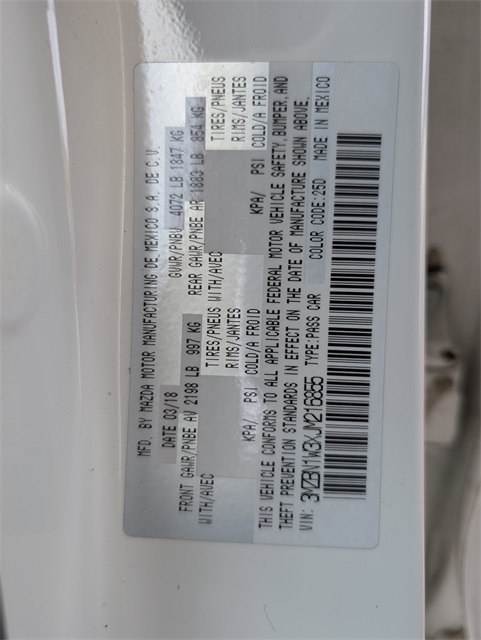 MFD. BY MAZDA MOTOR MANUFACTURING DE MEXICO S.A. DE C.V.
DATE 03/18 GVWR/PNBV 4072 LB 1847 KG
FRONT GAWR/PNBE AV 2198 LB 997 KG REAR GAWR/PNBE AR 1883 LB 854 KG
WITH/AVEC TIRES/PNEUS WITH/AVEC TIRES/PNEUS
RIMS/JANTES RIMS/JANTES
KPA/ PSI COLD/A FROID KPA/ PSI COLD/A FROID
THIS VEHICLE CONFORMS TO ALL APPLICABLE FEDERAL MOTOR VEHICLE SAFETY, BUMPER, AND
THEFT PREVENTION STANDARDS IN EFFECT ON THE DATE OF MANUFACTURE SHOWN ABOVE.
VIN: 3MZBN1W3XJM216855 TYPE:PASS CAR COLOR CODE:25D MADE IN MEXICO